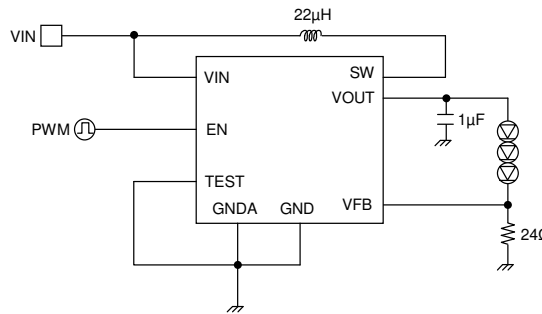 22µH
VIN
VIN
SW
VOUT
1µF
PWM
EN
TEST
GNDA
GND
VFB
24Ω